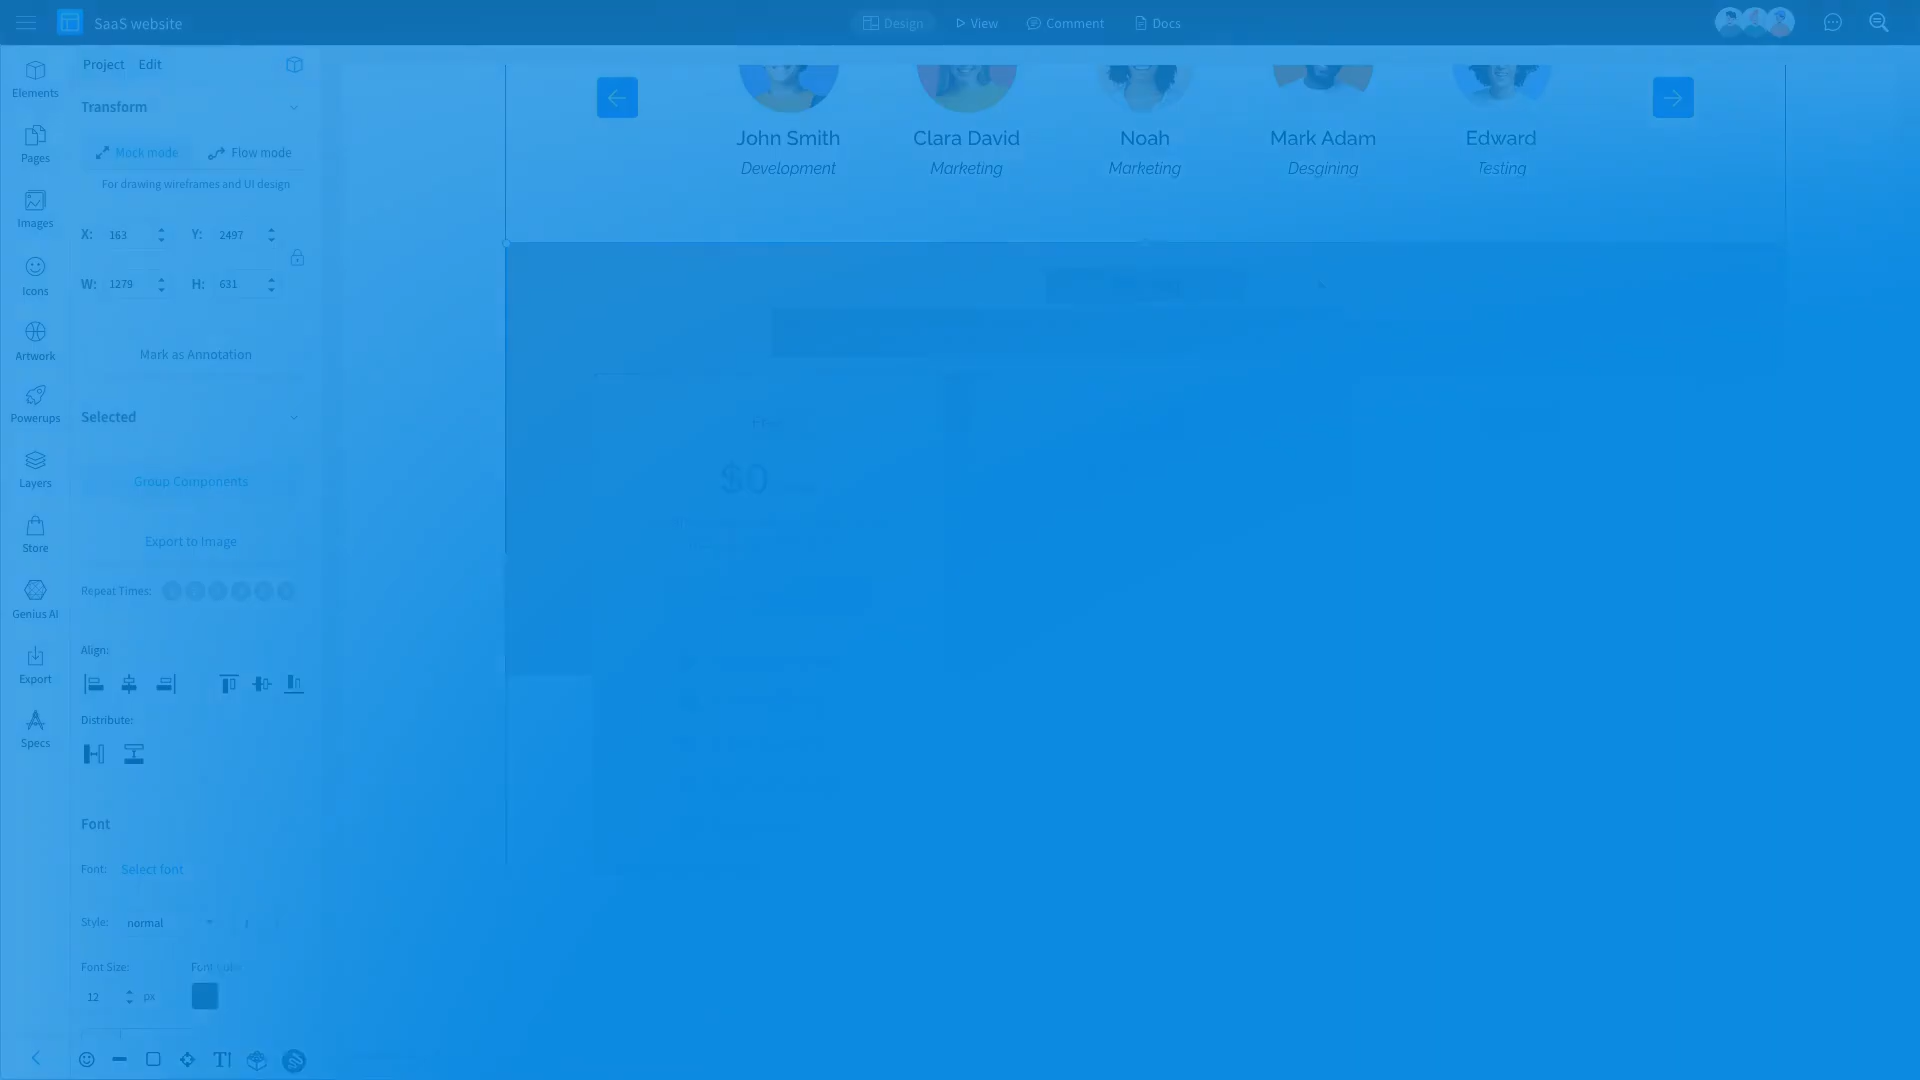 SaaS website
Design
View
Comment
Docs
Elements
Pages
Images
Icons
Artwork
Powerups
Layers
Store
Genius AI
Export
Specs
Project Edit
Transform
Mock mode
Flow mode
For drawing wireframes and UI design
X: 163 Y: 2497
W: 1279 H: 631
Mark as Annotation
Selected
Group Components
Export to Image
Repeat Times:
Align:
Distribute:
Font
Font: Select font
Style: normal
Font Size:
Font Color
12 px
John Smith
Development
Clara David
Marketing
Noah
Marketing
Mark Adam
Desgining
Edward
Testing
$0